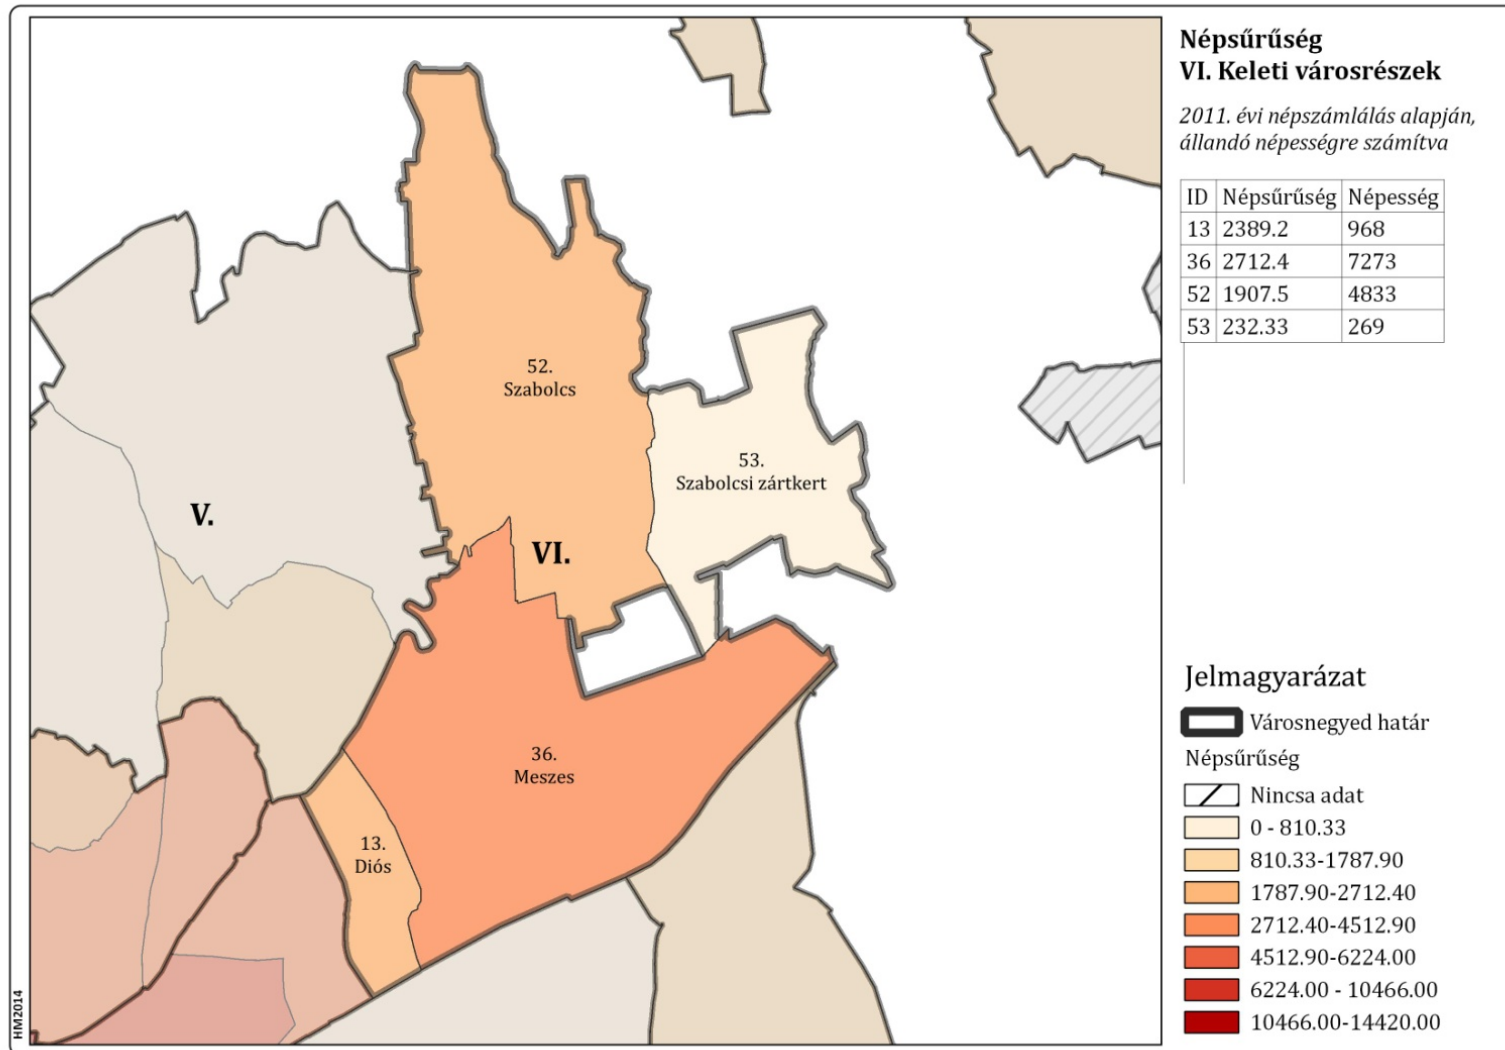 Népsűrűség
VI. Keleti városrészek
2011. évi népszámlálás alapján,
állandó népességre számítva
ID Népsűrűség Népesség
13 2389.2 968
36 2712.4 7273
52 1907.5 4833
53 232.33 269
52.
Szabolcs
53.
Szabolcsi zártkert
V.
VI.
36.
Meszes
13.
Diós
Jelmagyarázat
Városnegyed határ
Népsűrűség
Nincsa adat
0 - 810.33
810.33-1787.90
1787.90-2712.40
2712.40-4512.90
4512.90-6224.00
6224.00 - 10466.00
10466.00-14420.00
HM2014